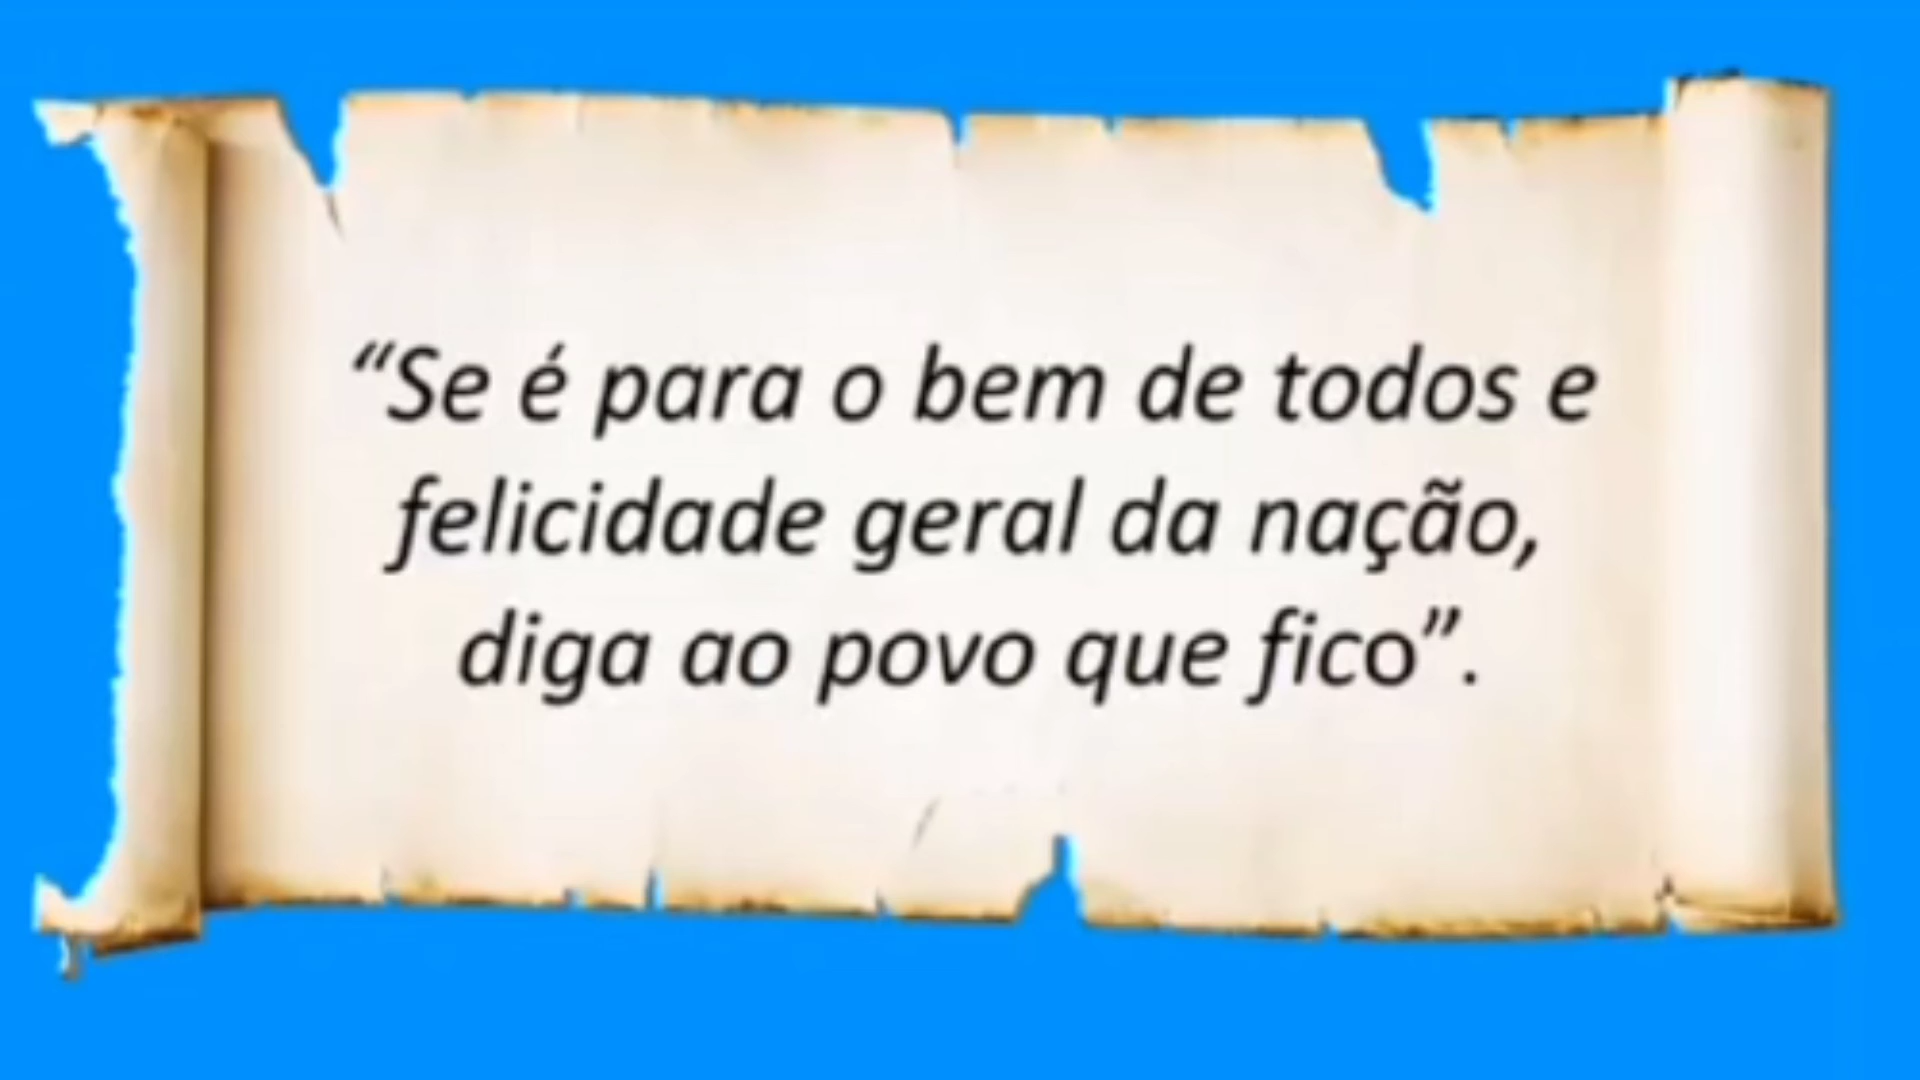 “Se é para o bem de todos e
felicidade geral da nação,
diga ao povo que fico”.